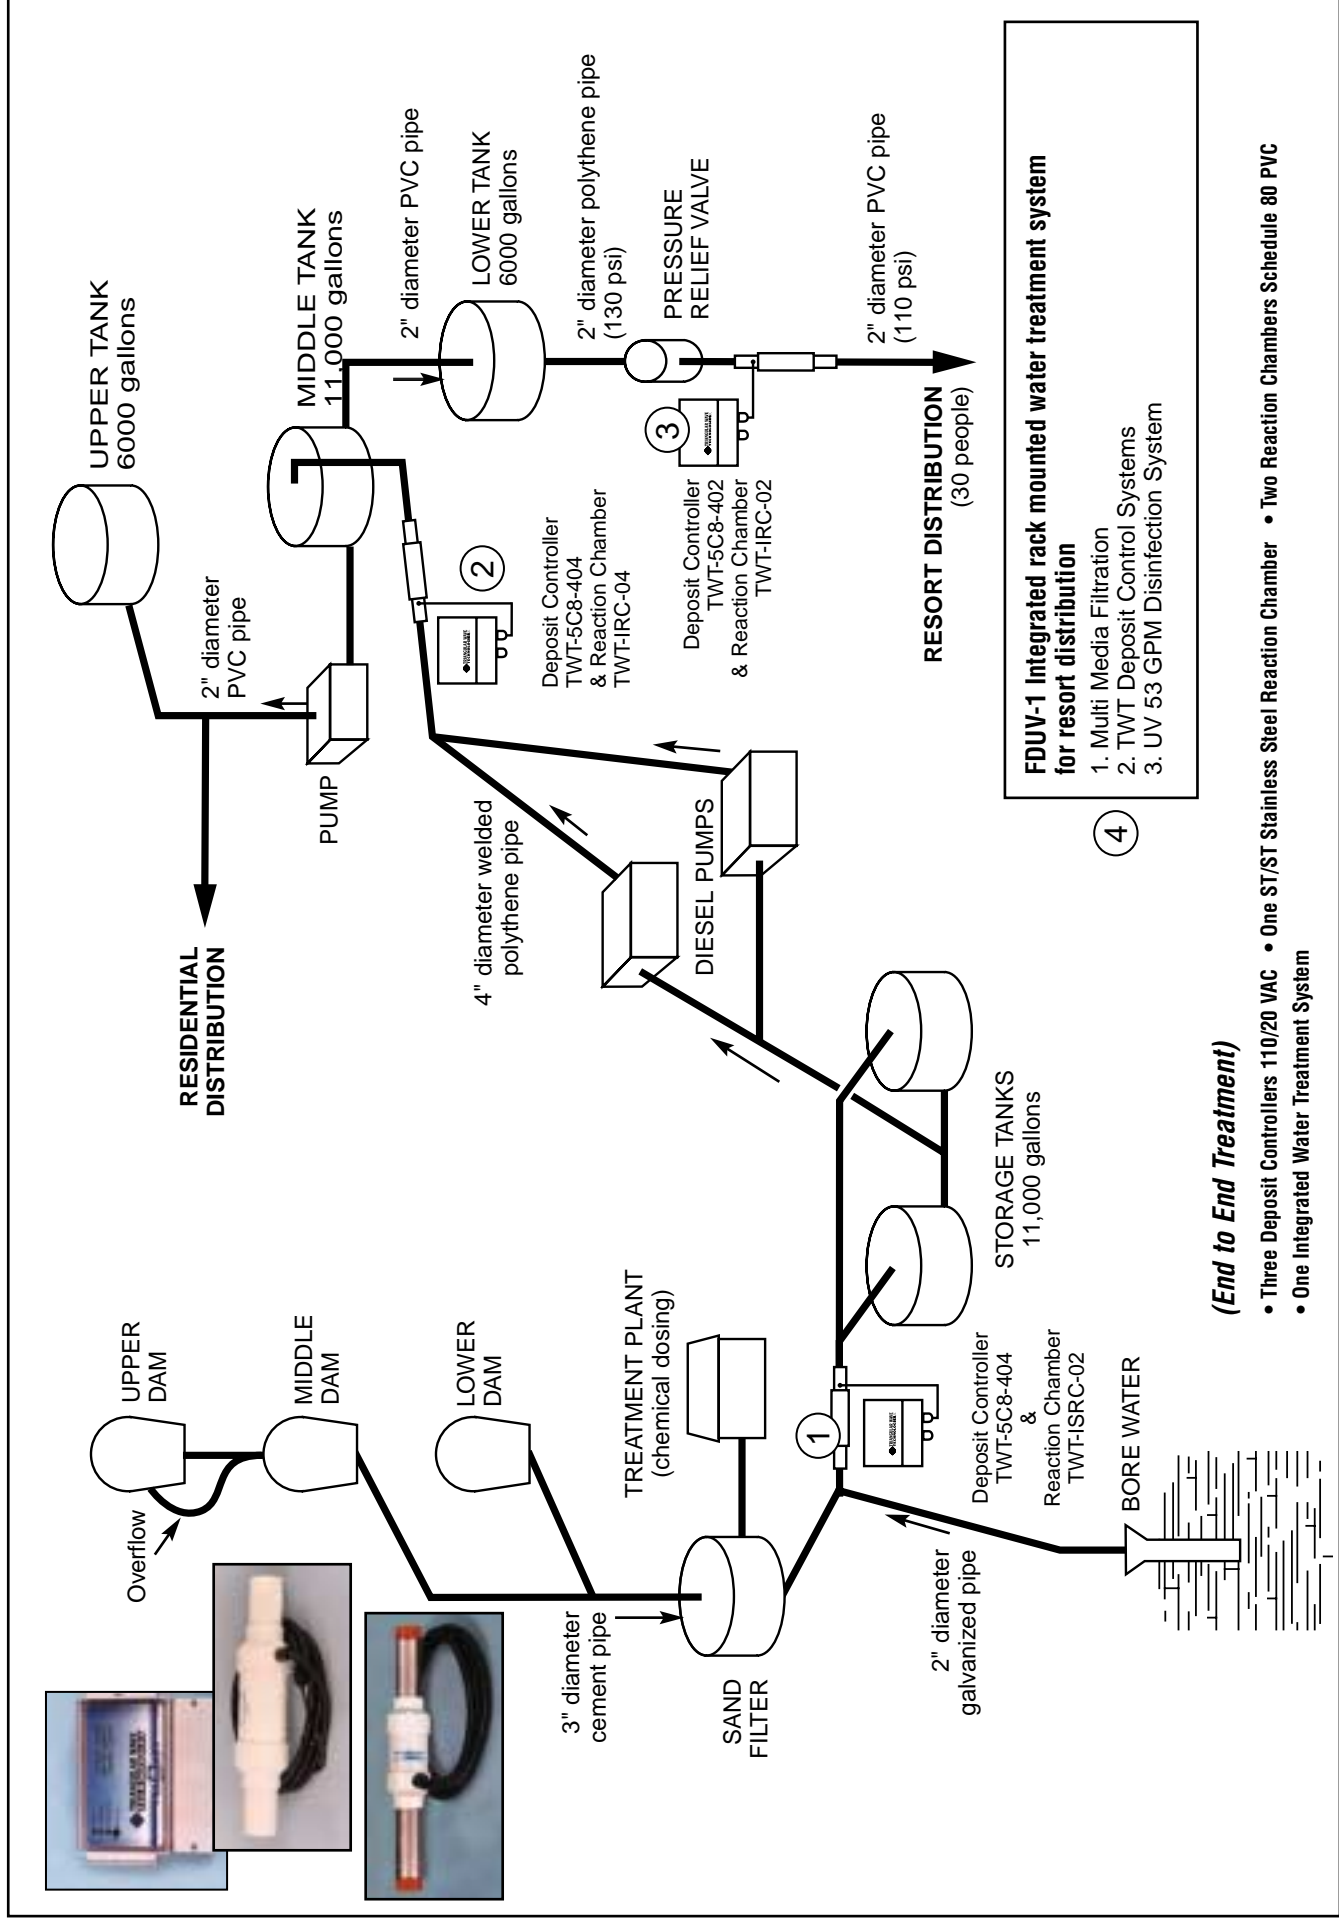 UPPER
DAM
Overflow
MIDDLE
DAM
LOWER
DAM
3" diameter
cement pipe
SAND
FILTER
TREATMENT PLANT
(chemical dosing)
2" diameter
galvanized pipe
BORE WATER
1
Deposit Controller
TWT-5C8-404
&
Reaction Chamber
TWT-ISRC-02
STORAGE TANKS
11,000 gallons
RESIDENTIAL
DISTRIBUTION
4" diameter welded
polythene pipe
DIESEL PUMPS
PUMP
2" diameter
PVC pipe
UPPER TANK
6000 gallons
MIDDLE TANK
11,000 gallons
2
Deposit Controller
TWT-5C8-404
& Reaction Chamber
TWT-IRC-04
2" diameter PVC pipe
LOWER TANK
6000 gallons
2" diameter polythene pipe
(130 psi)
PRESSURE
RELIEF VALVE
3
Deposit Controller
TWT-5C8-402
& Reaction Chamber
TWT-IRC-02
2" diameter PVC pipe
(110 psi)
RESORT DISTRIBUTION
(30 people)
4
FDUV-1 Integrated rack mounted water treatment system
for resort distribution
1. Multi Media Filtration
2. TWT Deposit Control Systems
3. UV 53 GPM Disinfection System
(End to End Treatment)
• Three Deposit Controllers 110/20 VAC • One ST/ST Stainless Steel Reaction Chamber • Two Reaction Chambers Schedule 80 PVC
• One Integrated Water Treatment System